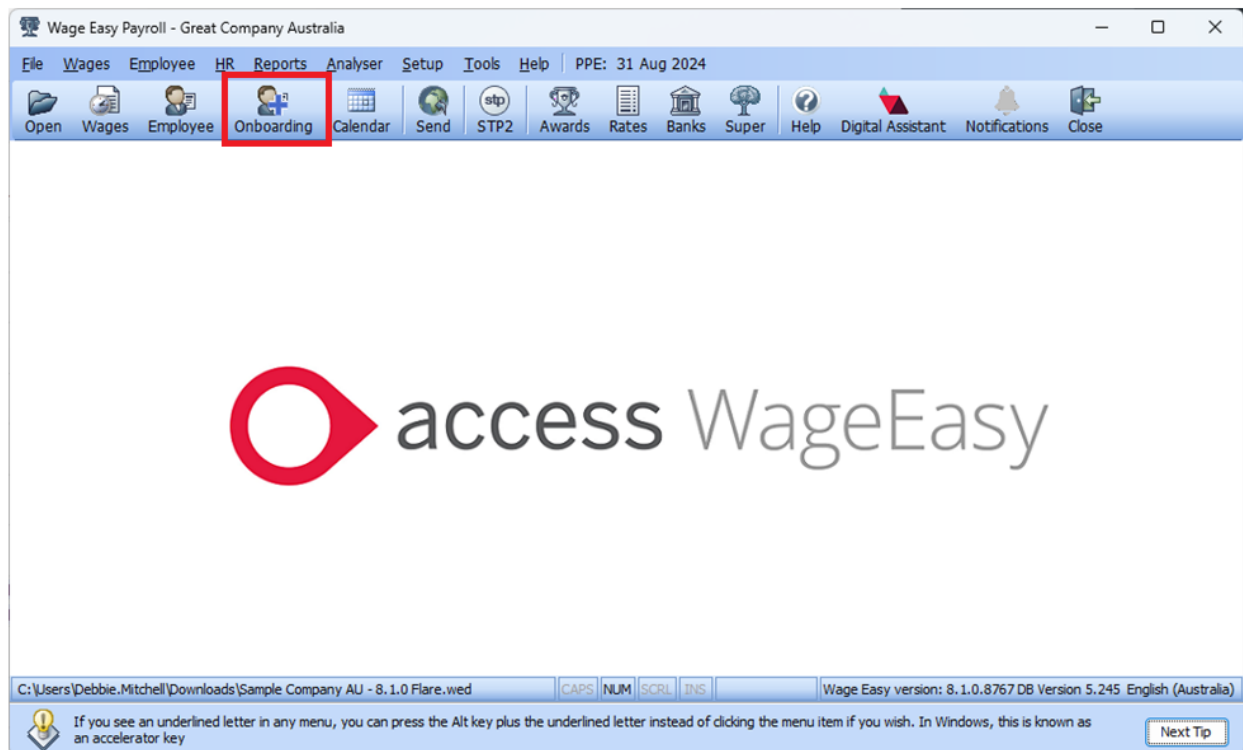 Wage Easy Payroll - Great Company Australia
File Wages Employee HR Reports Analyser Setup Tools Help PPE: 31 Aug 2024
stp
Open Wages Employee Onboarding Calendar Send STP2 Awards Rates Banks Super Help Digital Assistant Notifications Close
access WageEasy
C:\Users\Debbie.Mitchell\Downloads\Sample Company AU - 8.1.0 Flare.wed CAPS NUM SCRL INS Wage Easy version: 8.1.0.8767 DB Version 5.245 English (Australia)
If you see an underlined letter in any menu, you can press the Alt key plus the underlined letter instead of clicking the menu item if you wish. In Windows, this is known as
an accelerator key
Next Tip